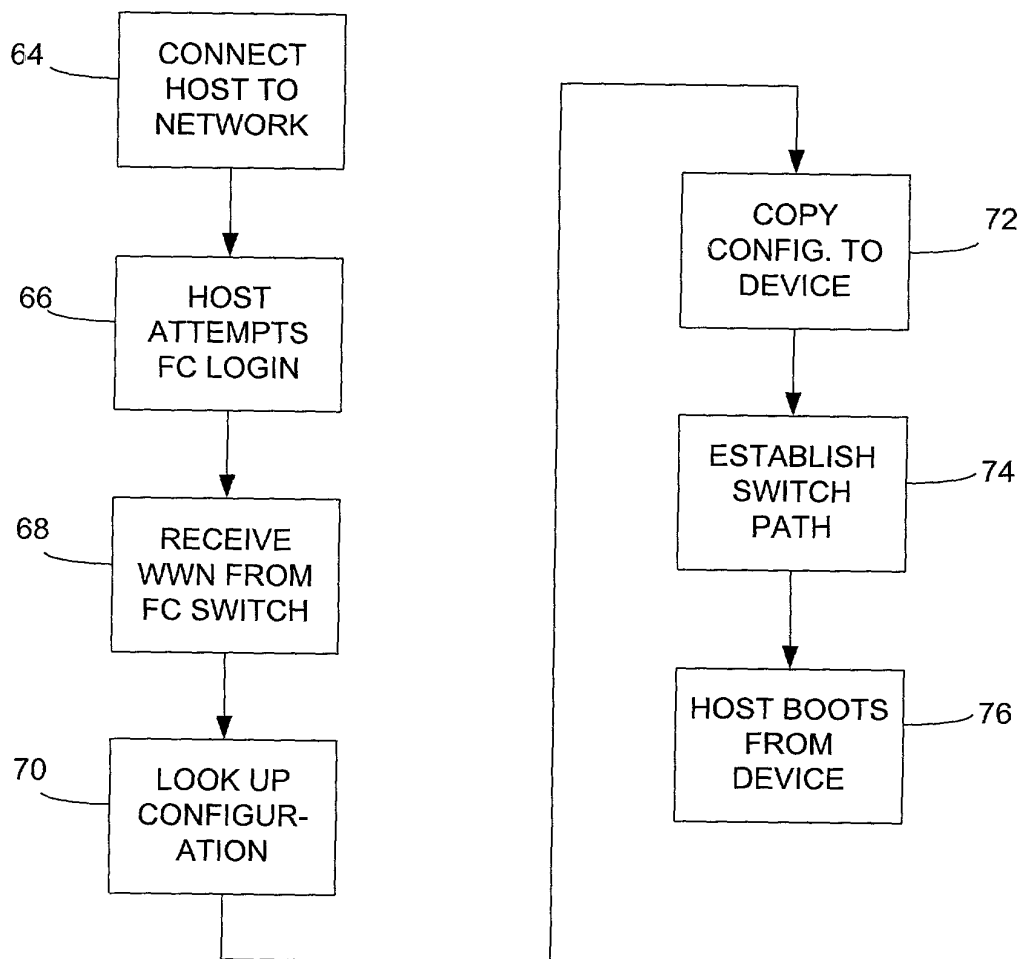 64
CONNECT
HOST TO
NETWORK
66
HOST
ATTEMPTS
FC LOGIN
68
RECEIVE
WWN FROM
FC SWITCH
70
LOOK UP
CONFIGUR-
ATION
COPY
CONFIG. TO
DEVICE
72
ESTABLISH
SWITCH
PATH
74
HOST BOOTS
FROM
DEVICE
76